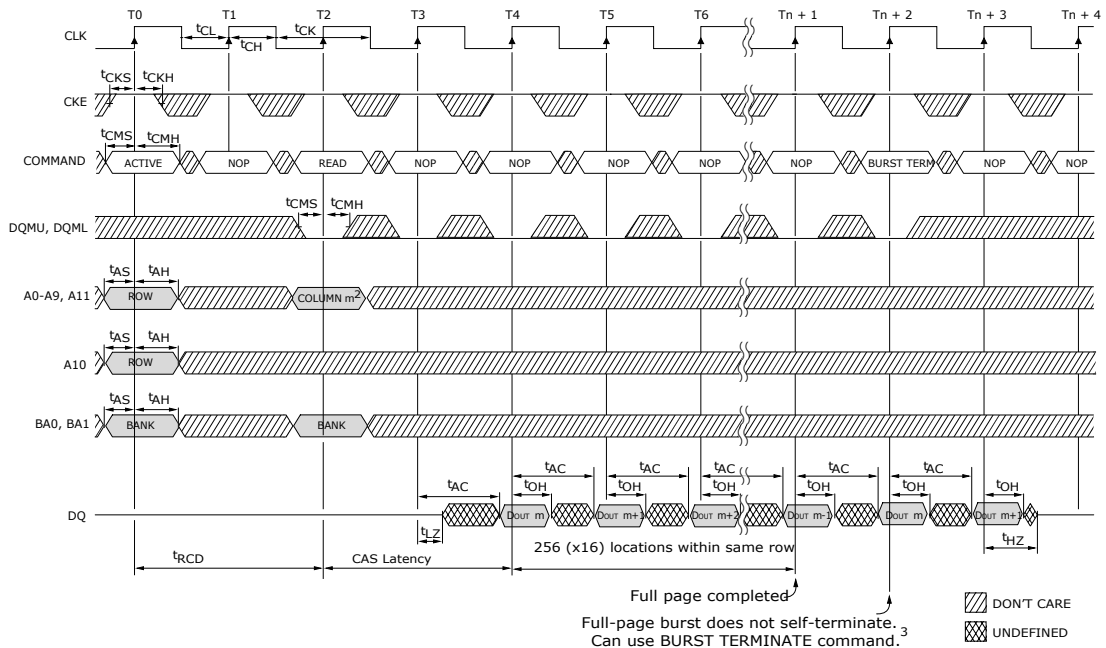 T0 T1 T2 T3 T4 T5 T6 Tn + 1 Tn + 2 Tn + 3 Tn + 4
CLK
tCL tCK
tCH
tCKS tCKH
CKE
tCMS tCMH
COMMAND ACTIVE NOP READ NOP NOP NOP NOP NOP BURST TERM NOP NOP
tCMS tCMH
DQMU, DQML
tAS tAH
A0-A9, A11 ROW COLUMN m2
tAS tAH
A10 ROW
tAS tAH
BA0, BA1 BANK BANK
tAC tAC tAC tAC tAC tAC
tOH tOH tOH tOH tOH tOH
DQ DOUT m DOUT m+1 DOUT m+2 DOUT m-1 DOUT m DOUT m+1
tLZ tHZ
256 (x16) locations within same row
tRCD CAS Latency
Full page completed
Full-page burst does not self-terminate.
Can use BURST TERMINATE command.3
DON'T CARE
UNDEFINED